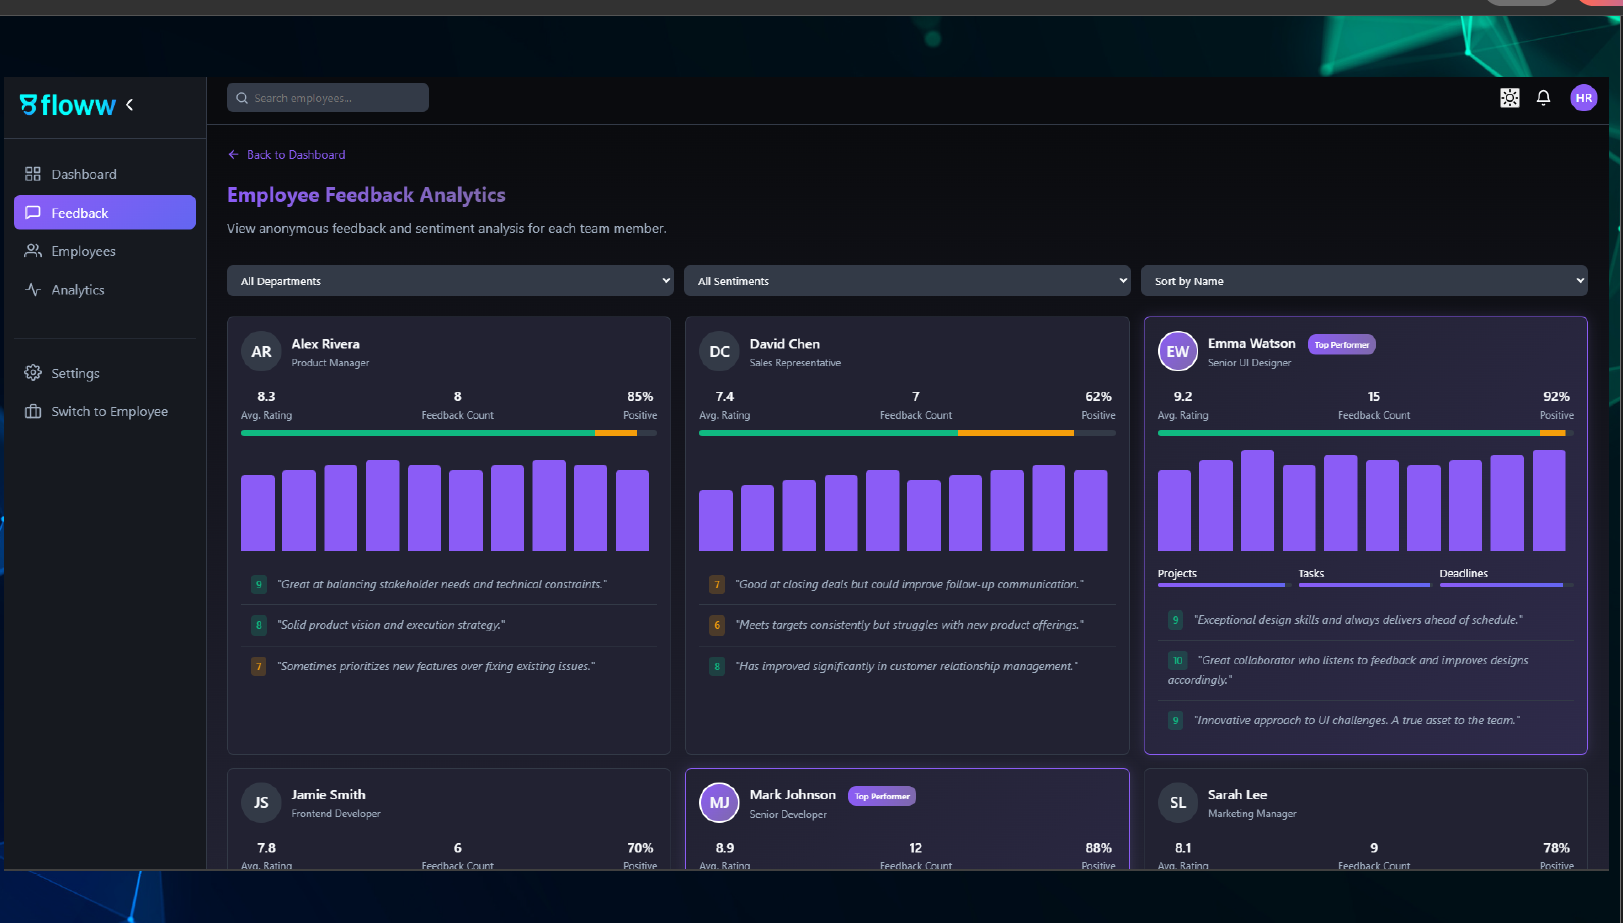 floww
Search employees...
HR
Dashboard
Feedback
Employees
Analytics
Settings
Switch to Employee
Back to Dashboard
Employee Feedback Analytics
View anonymous feedback and sentiment analysis for each team member.
All Departments
All Sentiments
Sort by Name
AR
Alex Rivera
Product Manager
8.3
8
85%
Avg. Rating
Feedback Count
Positive
9 "Great at balancing stakeholder needs and technical constraints."
8 "Solid product vision and execution strategy."
7 "Sometimes prioritizes new features over fixing existing issues."
DC
David Chen
Sales Representative
7.4
7
62%
Avg. Rating
Feedback Count
Positive
7 "Good at closing deals but could improve follow-up communication."
6 "Meets targets consistently but struggles with new product offerings."
8 "Has improved significantly in customer relationship management."
EW
Emma Watson
Top Performer
Senior UI Designer
9.2
15
92%
Avg. Rating
Feedback Count
Positive
Projects
Tasks
Deadlines
9 "Exceptional design skills and always delivers ahead of schedule."
10 "Great collaborator who listens to feedback and improves designs
accordingly."
9 "Innovative approach to UI challenges. A true asset to the team."
JS
Jamie Smith
Frontend Developer
7.8
6
70%
Avg. Rating
Feedback Count
Positive
MJ
Mark Johnson
Top Performer
Senior Developer
8.9
12
88%
Avg. Rating
Feedback Count
Positive
SL
Sarah Lee
Marketing Manager
8.1
9
78%
Avg. Rating
Feedback Count
Positive